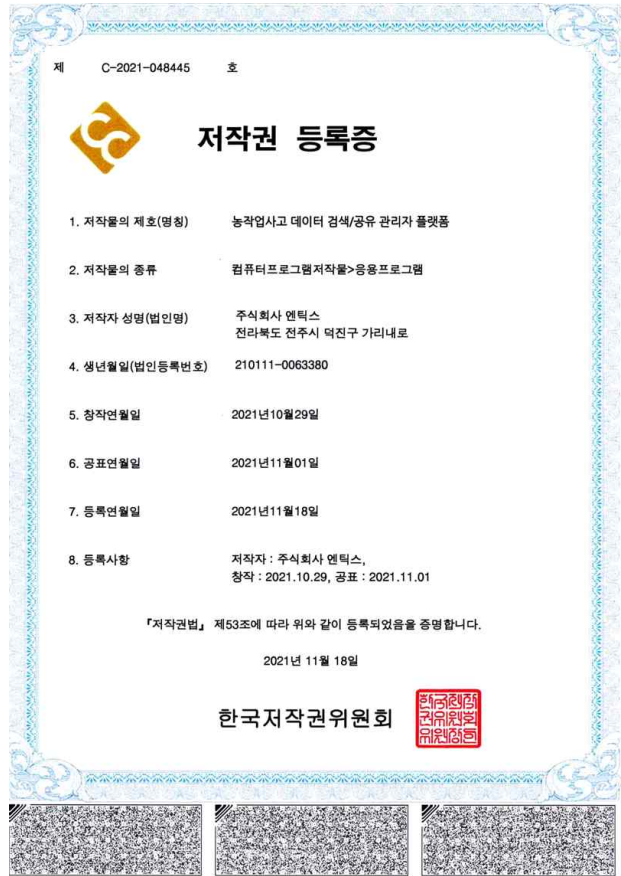 제 C-2021-048445 호
저작권 등록증
1. 저작물의 제호(명칭) 농작업사고 데이터 검색/공유 관리자 플랫폼
2. 저작물의 종류 컴퓨터프로그램저작물>응용프로그램
3. 저작자 성명(법인명) 주식회사 엔틱스
전라북도 전주시 덕진구 가리내로
4. 생년월일(법인등록번호) 210111-0063380
5. 창작연월일 2021년10월29일
6. 공표연월일 2021년11월01일
7. 등록연월일 2021년11월18일
8. 등록사항 저작자 : 주식회사 엔틱스,
창작 : 2021.10.29, 공표 : 2021.11.01
『저작권법』 제53조에 따라 위와 같이 등록되었음을 증명합니다.
2021년 11월 18일
한국저작권위원회